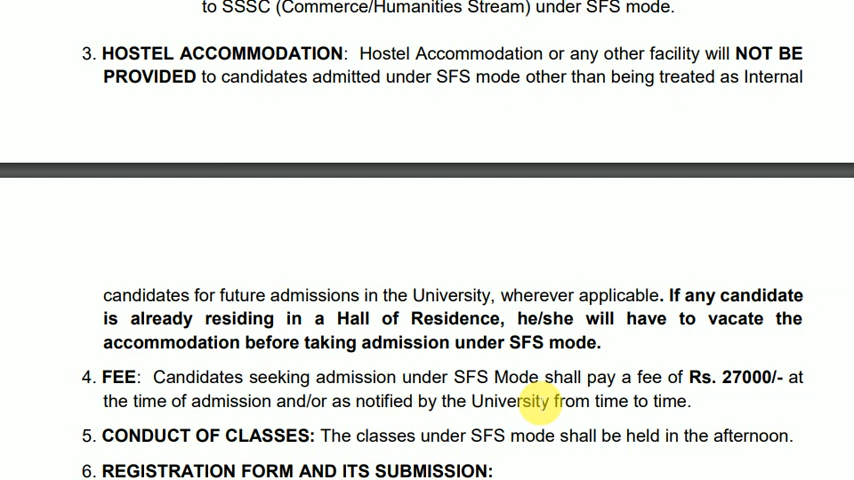 to SSSC (Commerce/Humanities Stream) under SFS mode.
3. HOSTEL ACCOMMODATION: Hostel Accommodation or any other facility will NOT BE
PROVIDED to candidates admitted under SFS mode other than being treated as Internal
candidates for future admissions in the University, wherever applicable. If any candidate
is already residing in a Hall of Residence, he/she will have to vacate the
accommodation before taking admission under SFS mode.
4. FEE: Candidates seeking admission under SFS Mode shall pay a fee of Rs. 27000/- at
the time of admission and/or as notified by the University from time to time.
5. CONDUCT OF CLASSES: The classes under SFS mode shall be held in the afternoon.
6. REGISTRATION FORM AND ITS SUBMISSION: